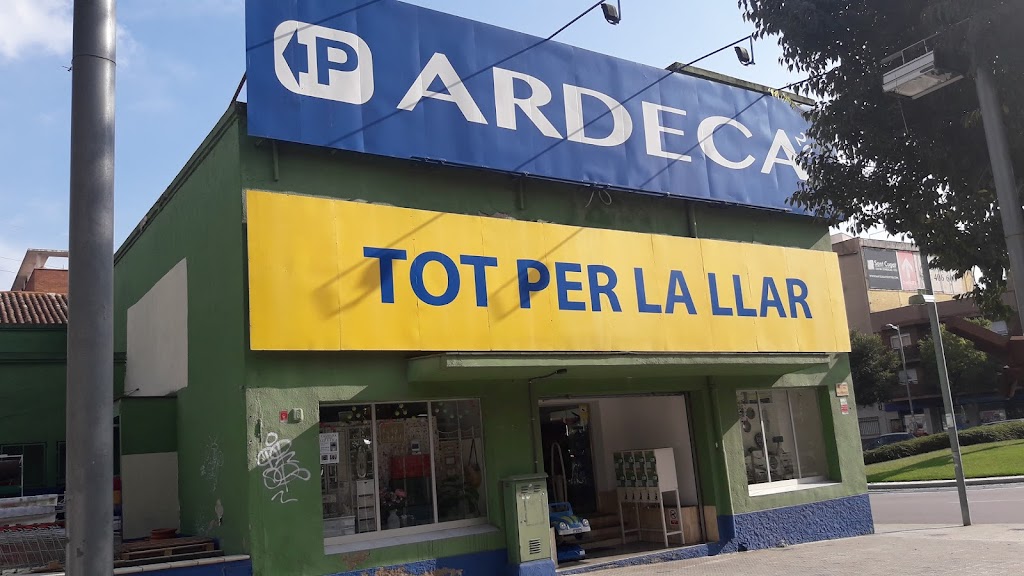 P ARDECA
TOT PER LA LLAR